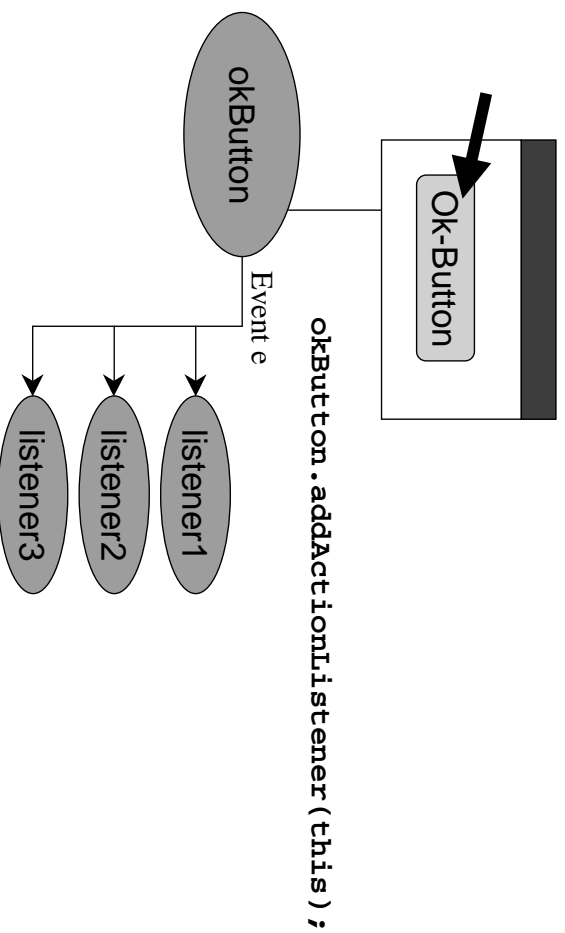 Ok-Button
okButton.addActionListener(this);
okButton
Event e
listener1
listener2
listener3